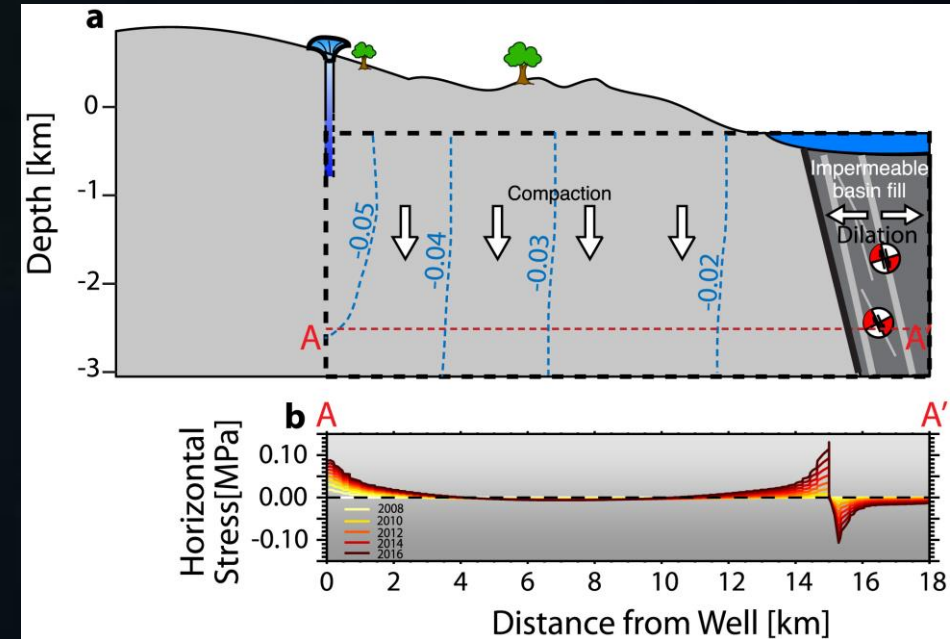 a
Depth [km]
0
-1
-2
-3
-0.05
-0.04
-0.03
-0.02
Compaction
Impermeable
basin fill
Dilation
A
A'
b
A
A'
Horizontal
Stress[MPa]
0.10
0.00
-0.10
2008
2010
2012
2014
2016
0 2 4 6 8 10 12 14 16 18
Distance from Well [km]